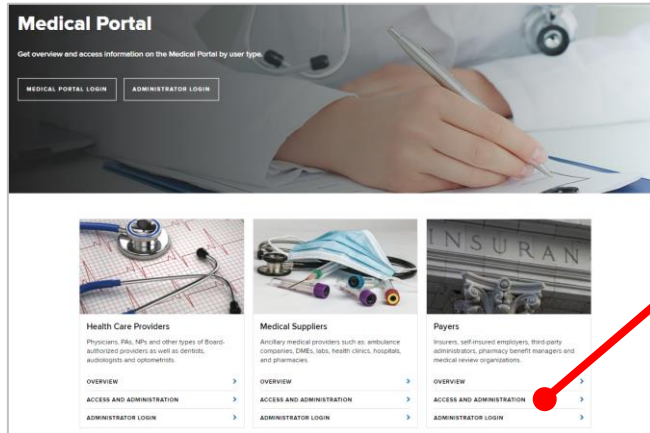 Medical Portal
Get overview and access information on the Medical Portal by user type.
MEDICAL PORTAL LOGIN
ADMINISTRATOR LOGIN
INSURAN
Health Care Providers
Physicians, PAs, NPs and other types of Board-
authorized providers as well as dentists,
audiologists and optometrists.
OVERVIEW
ACCESS AND ADMINISTRATION
ADMINISTRATOR LOGIN
Medical Suppliers
Ancillary medical providers such as: ambulance
companies, DMEs, labs, health clinics, hospitals,
and pharmacies.
OVERVIEW
ACCESS AND ADMINISTRATION
ADMINISTRATOR LOGIN
Payers
Insurers, self-insured employers, third-party
administrators, pharmacy benefit managers and
medical review organizations.
OVERVIEW
ACCESS AND ADMINISTRATION
ADMINISTRATOR LOGIN